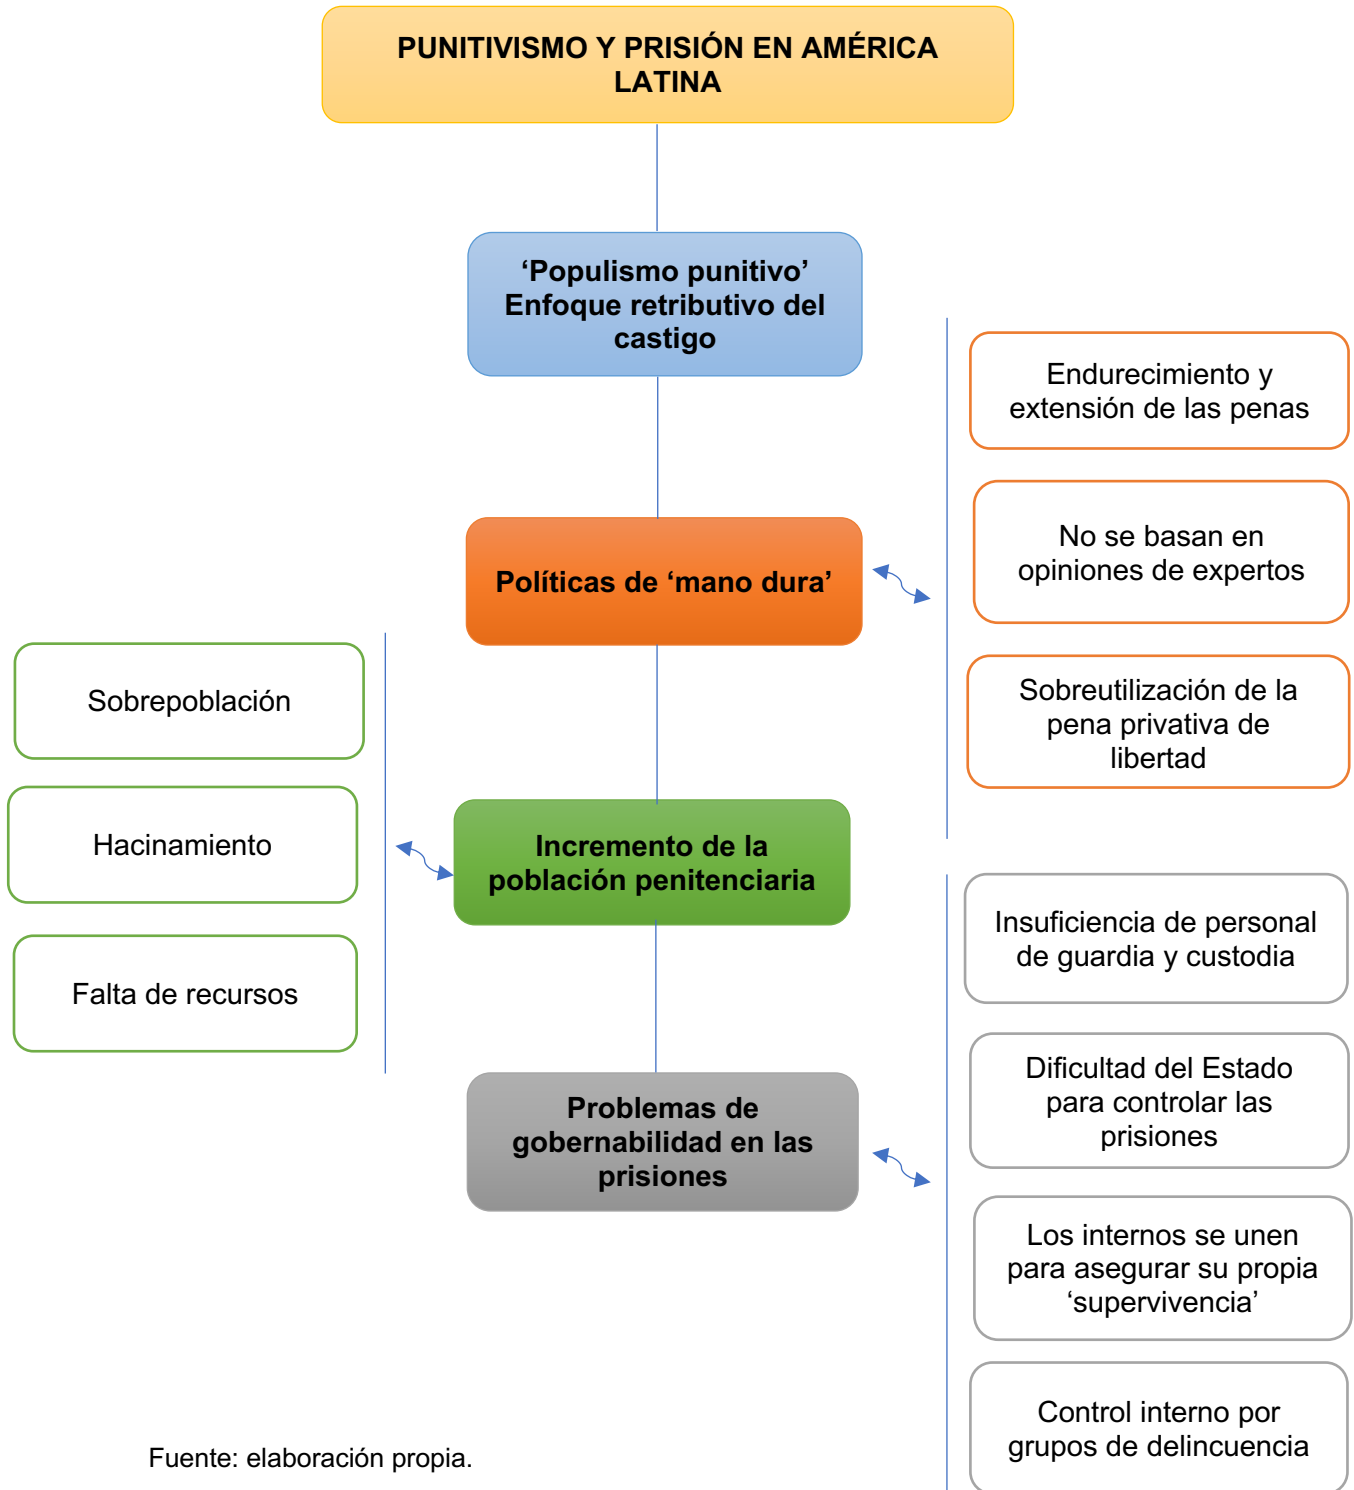 PUNITIVISMO Y PRISIÓN EN AMÉRICA
LATINA
‘Populismo punitivo’
Enfoque retributivo del
castigo
Endurecimiento y
extensión de las penas
No se basan en
opiniones de expertos
Políticas de ‘mano dura’
Sobreutilización de la
pena privativa de
libertad
Sobrepoblación
Hacinamiento
Falta de recursos
Incremento de la
población penitenciaria
Insuficiencia de personal
de guardia y custodia
Dificultad del Estado
para controlar las
prisiones
Problemas de
gobernabilidad en las
prisiones
Los internos se unen
para asegurar su propia
‘supervivencia’
Control interno por
grupos de delincuencia
Fuente: elaboración propia.